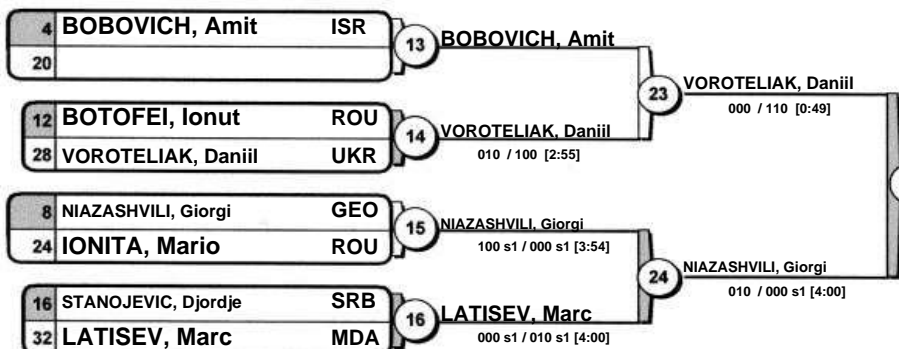 4 BOBOVICH, Amit ISR
20
13
BOBOVICH, Amit
12 BOTOFEI, Ionut ROU
28 VOROTELIAK, Daniil UKR
14
VOROTELIAK, Daniil
010 / 100 [2:55]
23
VOROTELIAK, Daniil
000 / 110 [0:49]
8 NIAZASHVILI, Giorgi GEO
24 IONITA, Mario ROU
15
NIAZASHVILI, Giorgi
100 s1 / 000 s1 [3:54]
16 STANOJEVIC, Djordje SRB
32 LATISEV, Marc MDA
16
LATISEV, Marc
000 s1 / 010 s1 [4:00]
24
NIAZASHVILI, Giorgi
010 / 000 s1 [4:00]